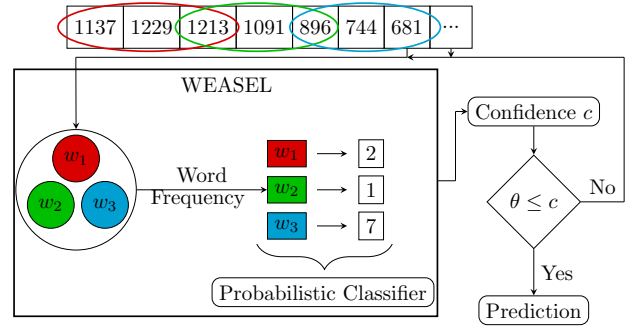 1137 1229 1213 1091 896 744 681 ...
WEASEL
w₁
w₂ w₃
Word
Frequency
w₁ 2
w₂ 1
w₃ 7
Probabilistic Classifier
Confidence c
θ ≤ c
No
Yes
Prediction